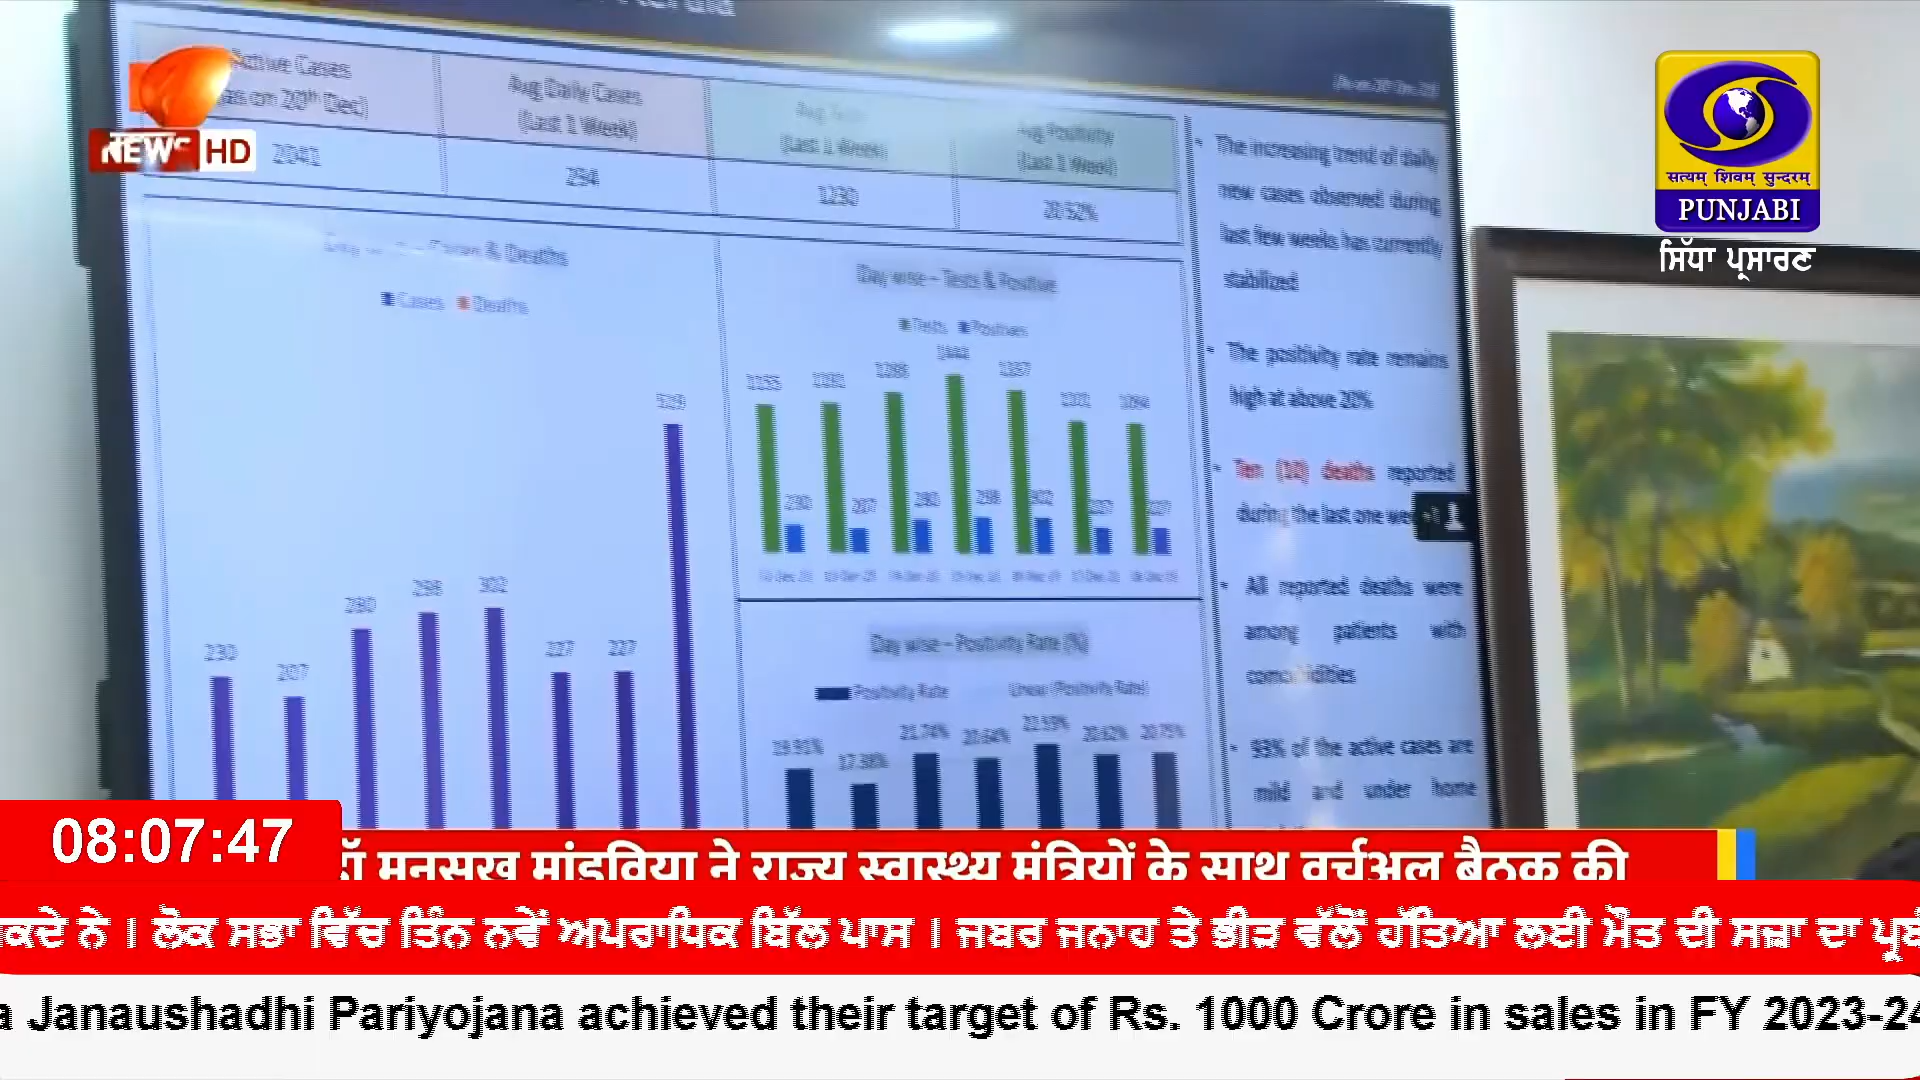 NEWS HD
Active Cases
(as on 20th Dec)
2041
Avg Daily Cases
(Last 1 Week)
294
(Last 1 Week)
1230
Avg Positivity
(Last 1 Week)
20.52%
Cases & Deaths
Cases Deaths
529
230 207 280 298 302 227 227
Day wise – Tests & Positive
Tests Positives
1155 1191 1288 1444 1337 1101 1094
230 207 280 298 302 227 227
Day wise – Positivity Rate (%)
Positivity Rate Linear (Positivity Rate)
19.91% 17.38% 21.74% 20.64% 22.59% 20.62% 20.75%
The increasing trend of daily
new cases observed during
last few weeks has currently
stabilized
The positivity rate remains
high at above 20%
Ten (10) deaths reported
during the last one
All reported deaths were
among patients with
comorbidities
93% of the active cases are
mild and under home
सत्यम् शिवम् सुन्दरम्
PUNJABI
ਸਿੱਧਾ ਪ੍ਰਸਾਰਣ
08:07:47
डॉ मनसुख मांडविया ने राज्य स्वास्थ्य मंत्रियों के साथ वर्चुअल बैठक की
ਕਦੇ ਨੇ । ਲੋਕ ਸਭਾ ਵਿੱਚ ਤਿੰਨ ਨਵੇਂ ਅਪਰਾਧਿਕ ਬਿੱਲ ਪਾਸ । ਜਬਰ ਜਨਾਹ ਤੇ ਭੀੜ ਵੱਲੋਂ ਹੱਤਿਆ ਲਈ ਮੌਤ ਦੀ ਸਜ਼ਾ ਦਾ
a Janaushadhi Pariyojana achieved their target of Rs. 1000 Crore in sales in FY 2023-24